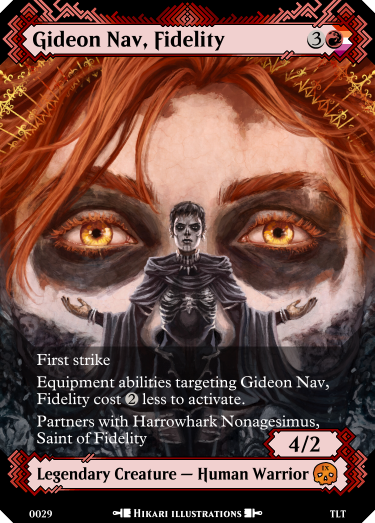 Gideon Nav, Fidelity 3
First strike
Equipment abilities targeting Gideon Nav,
Fidelity cost 2 less to activate.
Partners with Harrowhark Nonagesimus,
Saint of Fidelity
4/2
Legendary Creature — Human Warrior
0029 Hikari Illustrations TLT